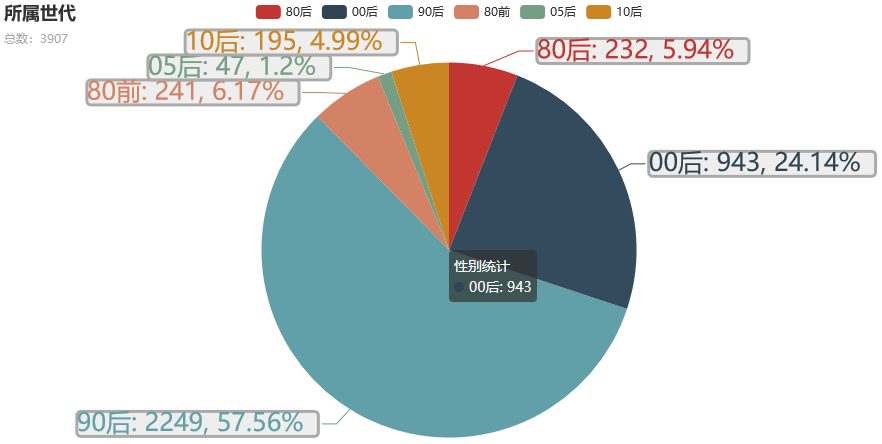 所属世代
总数：3907
80后 00后 90后 80前 05后 10后
10后: 195, 4.99%
80后: 232, 5.94%
05后: 47, 1.2%
80前: 241, 6.17%
00后: 943, 24.14%
性别统计
00后: 943
90后: 2249, 57.56%